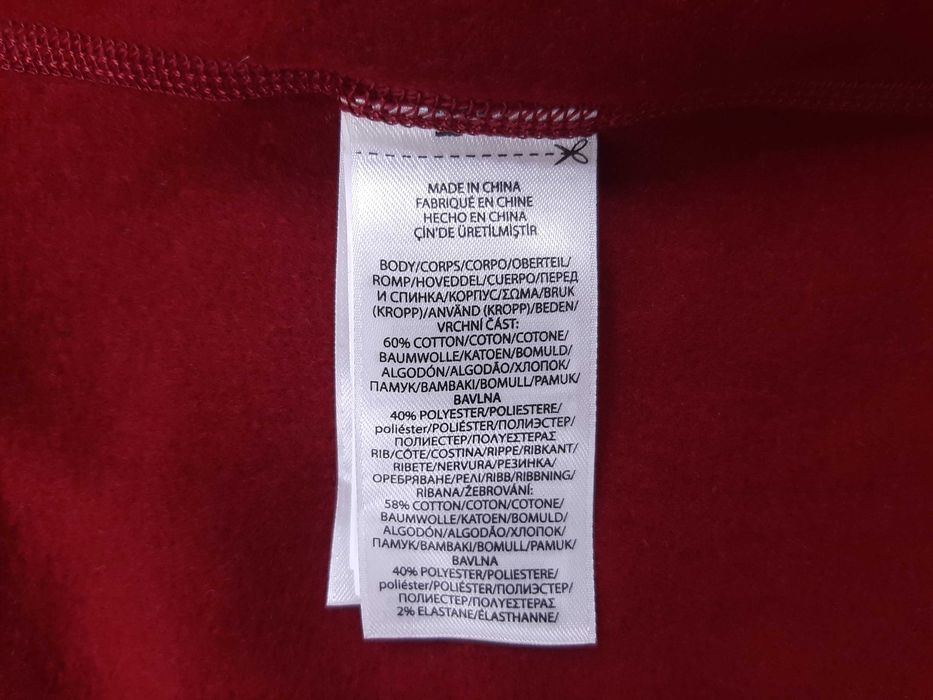 MADE IN CHINA
FABRIQUÉ EN CHINE
HECHO EN CHINA
ÇİN'DE ÜRETİLMİŞTİR
BODY/CORPS/CORPO/OBERTEIL/
ROMP/HOVEDDEL/CUERPO/ПЕРЕД
И СПИНКА/КОРПУС/ΣΩΜΑ/BRUK
(KROPP)/ANVÄND (KROPP)/BEDEN/
VRCHNÍ ČÁST:
60% COTTON/COTON/COTONE/
BAUMWOLLE/KATOEN/BOMULD/
ALGODÓN/ALGODÃO/ХЛОПОК/
ПАМУК/BAMBAKI/BOMULL/PAMUK/
BAVLNA
40% POLYESTER/POLIESTERE/
poliéster/POLIÉSTER/ПОЛИЭСТЕР/
ПОЛИЕСТЕР/ΠΟΛΥΕΣΤΕΡΑΣ
RIB/CÔTE/COSTINA/RIPPE/RIBKANT/
RIBETE/NERVURA/РЕЗИНКА/
ОРЕБРЯВАНЕ/ΡΕΛΙ/RIBB/RIBBNING/
RİBANA/ŽEBROVÁNÍ:
58% COTTON/COTON/COTONE/
BAUMWOLLE/KATOEN/BOMULD/
ALGODÓN/ALGODÃO/ХЛОПОК/
ПАМУК/BAMBAKI/BOMULL/PAMUK/
BAVLNA
40% POLYESTER/POLIESTERE/
poliéster/POLIÉSTER/ПОЛИЭСТЕР/
ПОЛИЕСТЕР/ΠΟΛΥΕΣΤΕΡΑΣ
2% ELASTANE/ÉLASTHANNE/